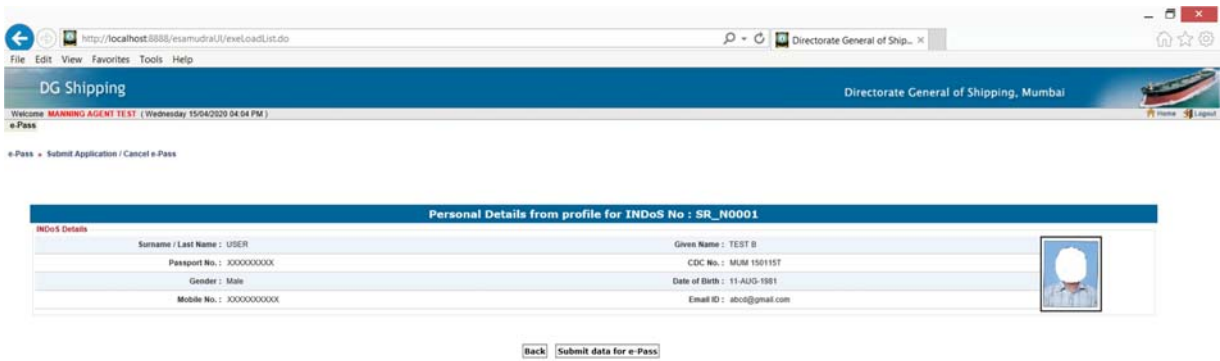 http://localhost:8888/esamudraUI/exeLoadList.do
Directorate General of Ship...
File Edit View Favorites Tools Help
DG Shipping
Directorate General of Shipping, Mumbai
Welcome MANNING AGENT TEST ( Wednesday 15/04/2020 04:04 PM )
Home Logout
e-Pass
e-Pass » Submit Application / Cancel e-Pass
Personal Details from profile for INDoS No : SR_N0001
INDoS Details
Surname / Last Name : USER Given Name : TEST B
Passport No. : XXXXXXXXX CDC No. : MUM 150115T
Gender : Male Date of Birth : 11-AUG-1981
Mobile No. : XXXXXXXXXX Email ID : abcd@gmail.com
Back Submit data for e-Pass